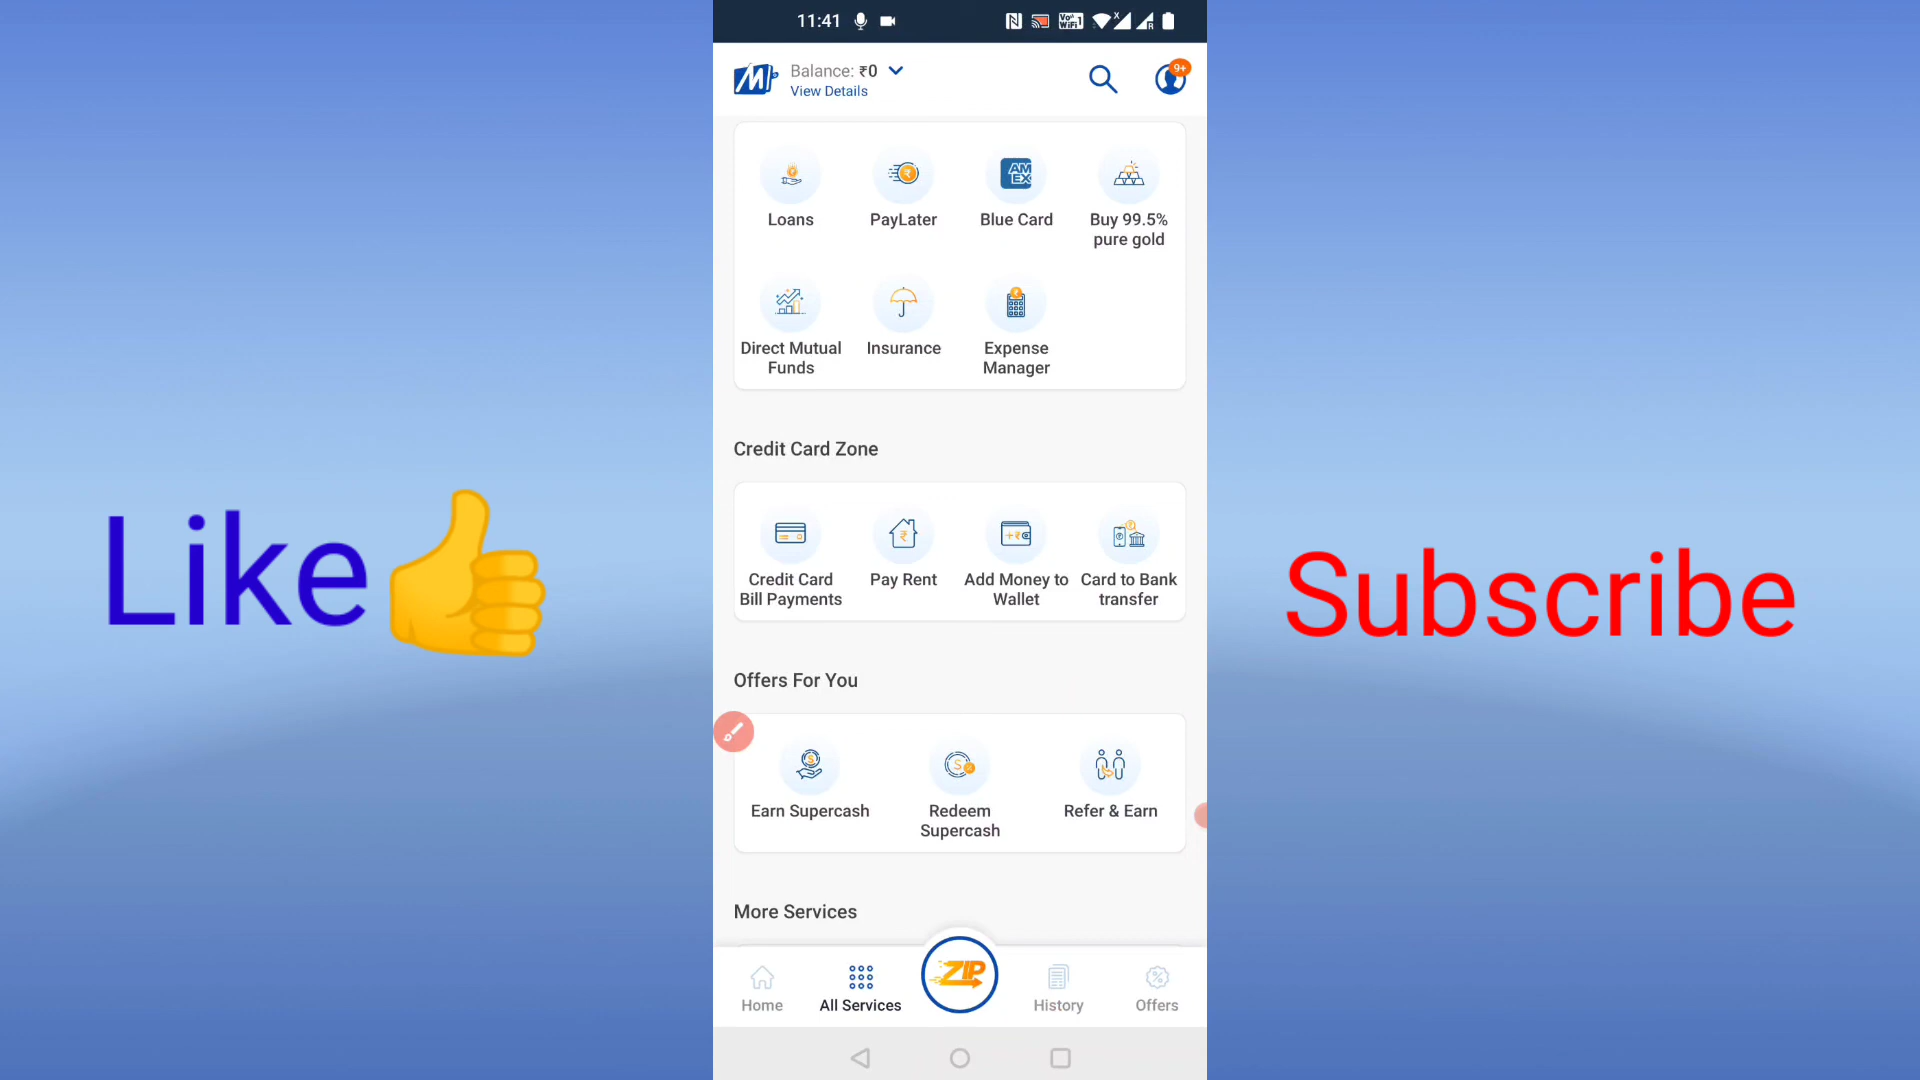 11:41
Balance: ₹0
View Details
9+
Loans
PayLater
AM
EX
Blue Card
Buy 99.5%
pure gold
Direct Mutual
Funds
Insurance
Expense
Manager
Credit Card Zone
Credit Card
Bill Payments
Pay Rent
Add Money to
Wallet
Card to Bank
transfer
Like
Subscribe
Offers For You
Earn Supercash
Redeem
Supercash
Refer & Earn
More Services
Home
All Services
ZIP
History
Offers